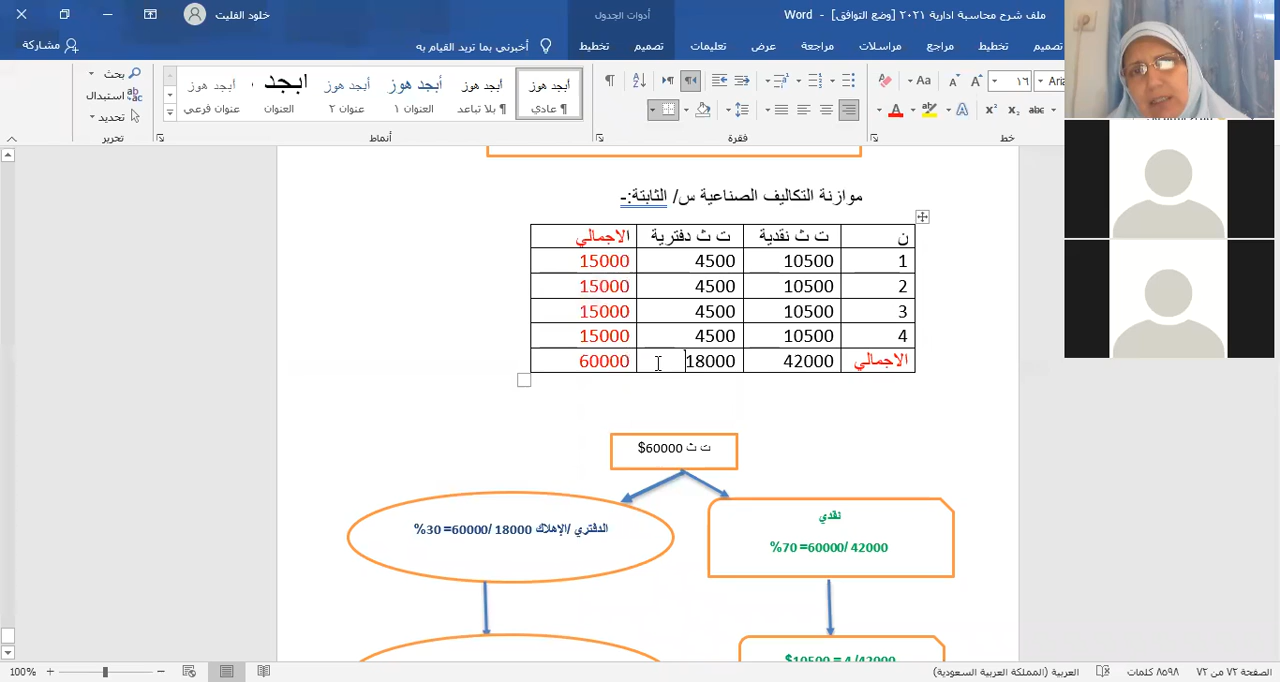 ملف شرح محاسبة ادارية ٢٠٢١ [وضع التوافق] - Word
أدوات الجدول
خلود الفليت
تصميم
تخطيط
مراجع
مراسلات
مراجعة
عرض
تعليمات
تصميم
تخطيط
أخبرني بما تريد القيام به
مشاركة
Aria
١٦
خط
فقرة
أبجد هوز
¶ عادي
أبجد هوز
¶ بلا تباعد
أبجد هوز
العنوان ١
أبجد هوز
عنوان ٢
ابجد
العنوان
أبجد هوز
عنوان فرعي
أنماط
بحث
استبدال
تحديد
تحرير
موازنة التكاليف الصناعية س/ الثابتة:-
ن ت ث نقدية ت ث دفترية الاجمالي
1 10500 4500 15000
2 10500 4500 15000
3 10500 4500 15000
4 10500 4500 15000
الاجمالي 42000 18000 60000
ت ث 60000$
نقدي
42000 /60000= 70%
الدفتري /الإهلاك 18000 /60000= 30%
42000/ 4 = 10500$
الصفحة ٧٢ من ٧٢
٨٥٩٨ كلمات
العربية (المملكة العربية السعودية)
100%